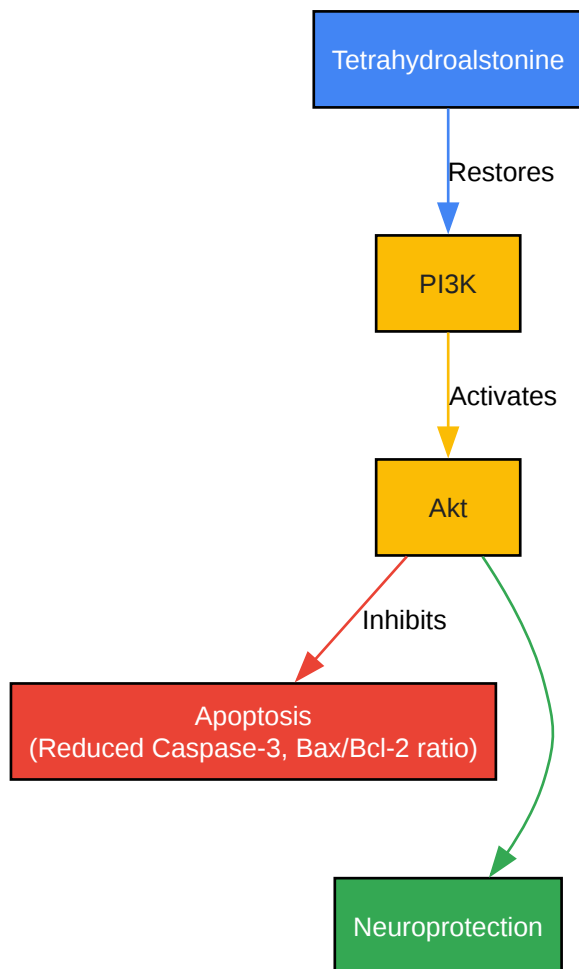 Tetrahydroalstonine
Restores
PI3K
Activates
Akt
Inhibits
Apoptosis
(Reduced Caspase-3, Bax/Bcl-2 ratio)
Neuroprotection